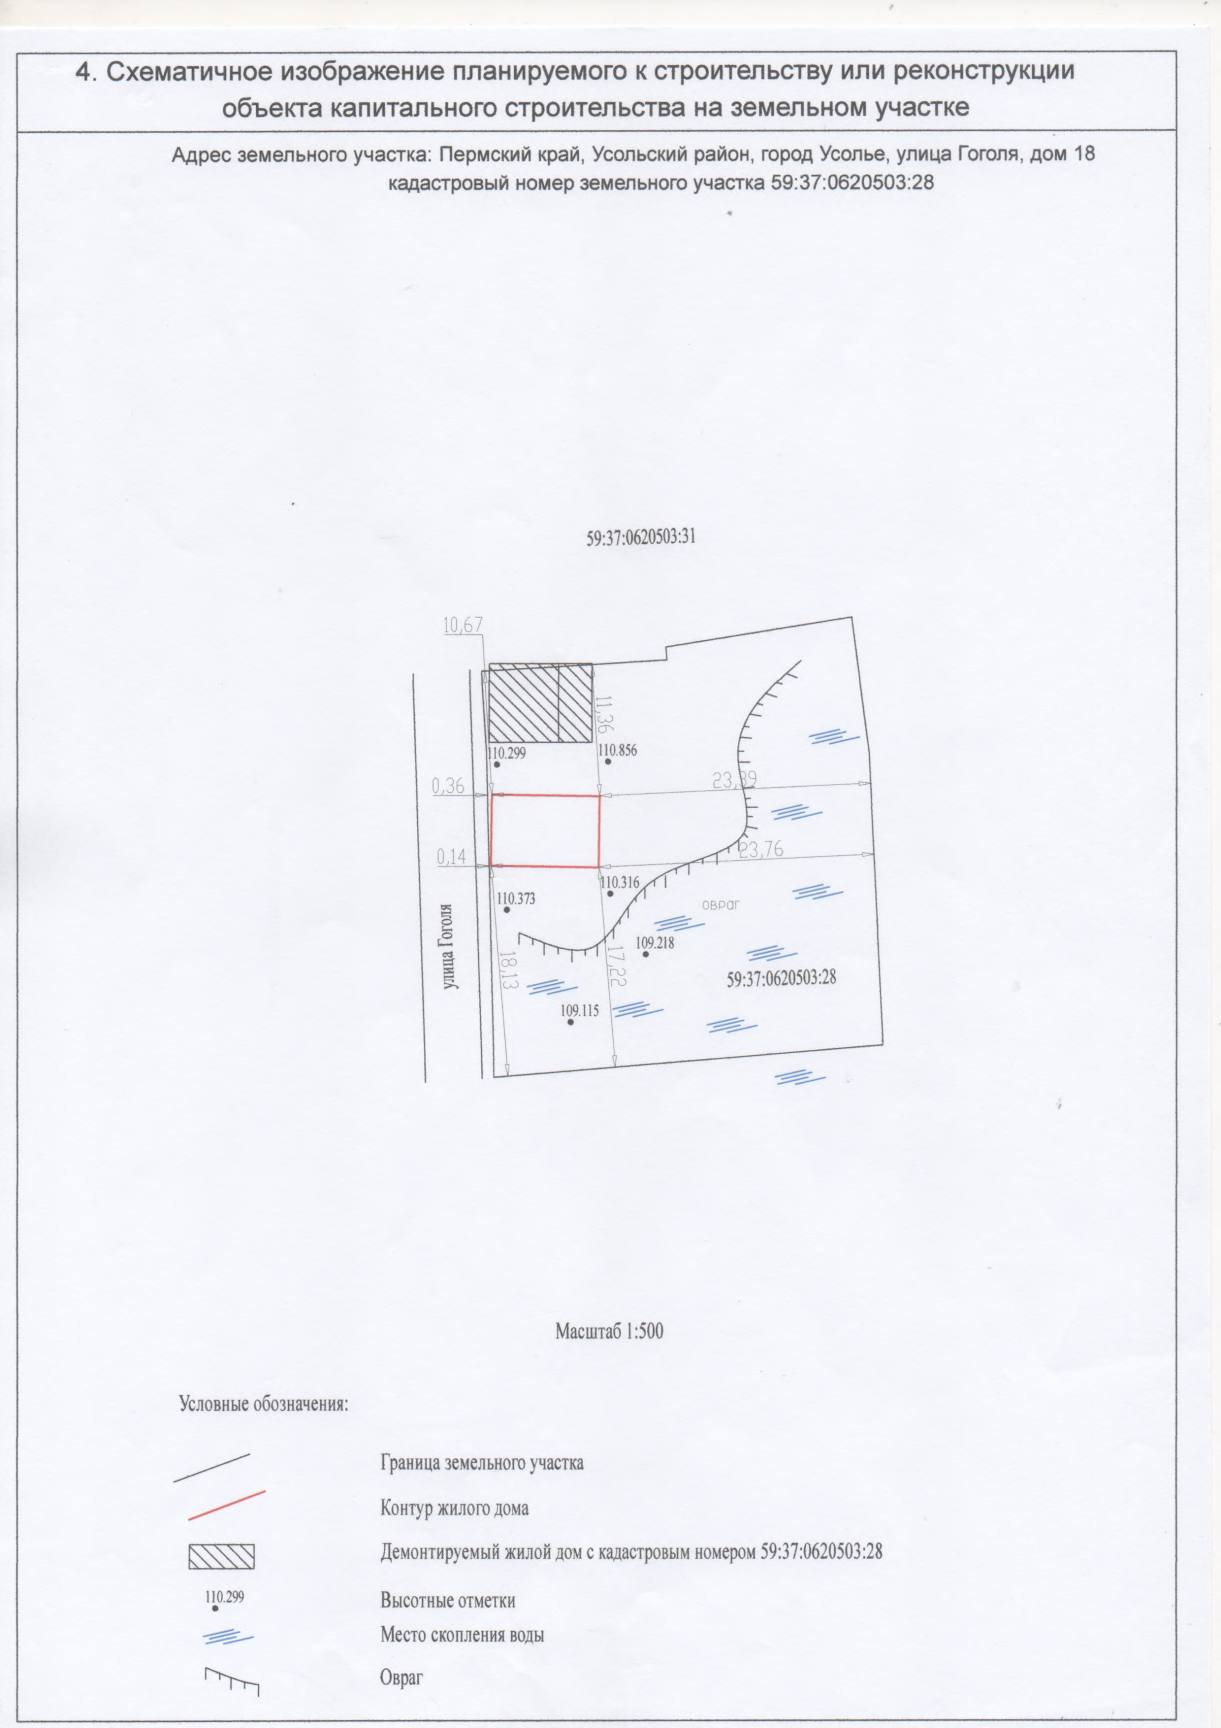 4. Схематичное изображение планируемого к строительству или реконструкции
объекта капитального строительства на земельном участке
Адрес земельного участка: Пермский край, Усольский район, город Усолье, улица Гоголя, дом 18
кадастровый номер земельного участка 59:37:0620503:28
59:37:0620503:31
10,67
11,36
110.299
110.856
0,36
23,39
0,14
23,76
110.316
110.373
овраг
улица Гоголя
109.218
18,13
17,22
59:37:0620503:28
109.115
Масштаб 1:500
Условные обозначения:
Граница земельного участка
Контур жилого дома
Демонтируемый жилой дом с кадастровым номером 59:37:0620503:28
110.299
Высотные отметки
Место скопления воды
Овраг